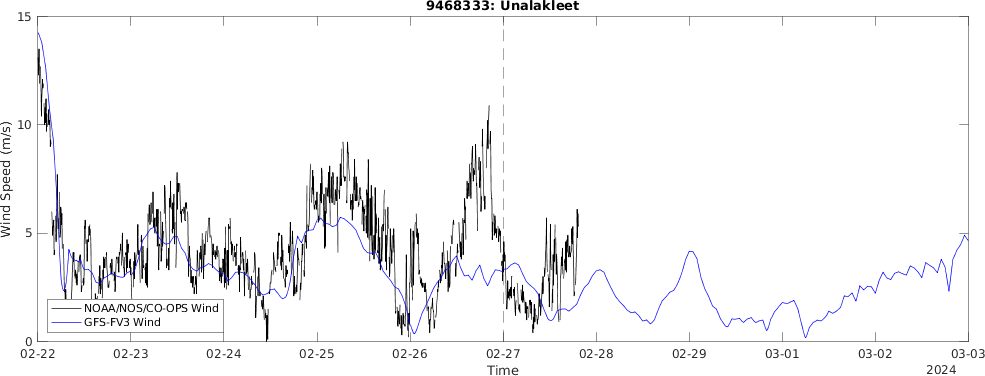 9468333: Unalakleet
15
10
5
0
Wind Speed (m/s)
NOAA/NOS/CO-OPS Wind
GFS-FV3 Wind
02-22 02-23 02-24 02-25 02-26 02-27 02-28 02-29 03-01 03-02 03-03
Time
2024